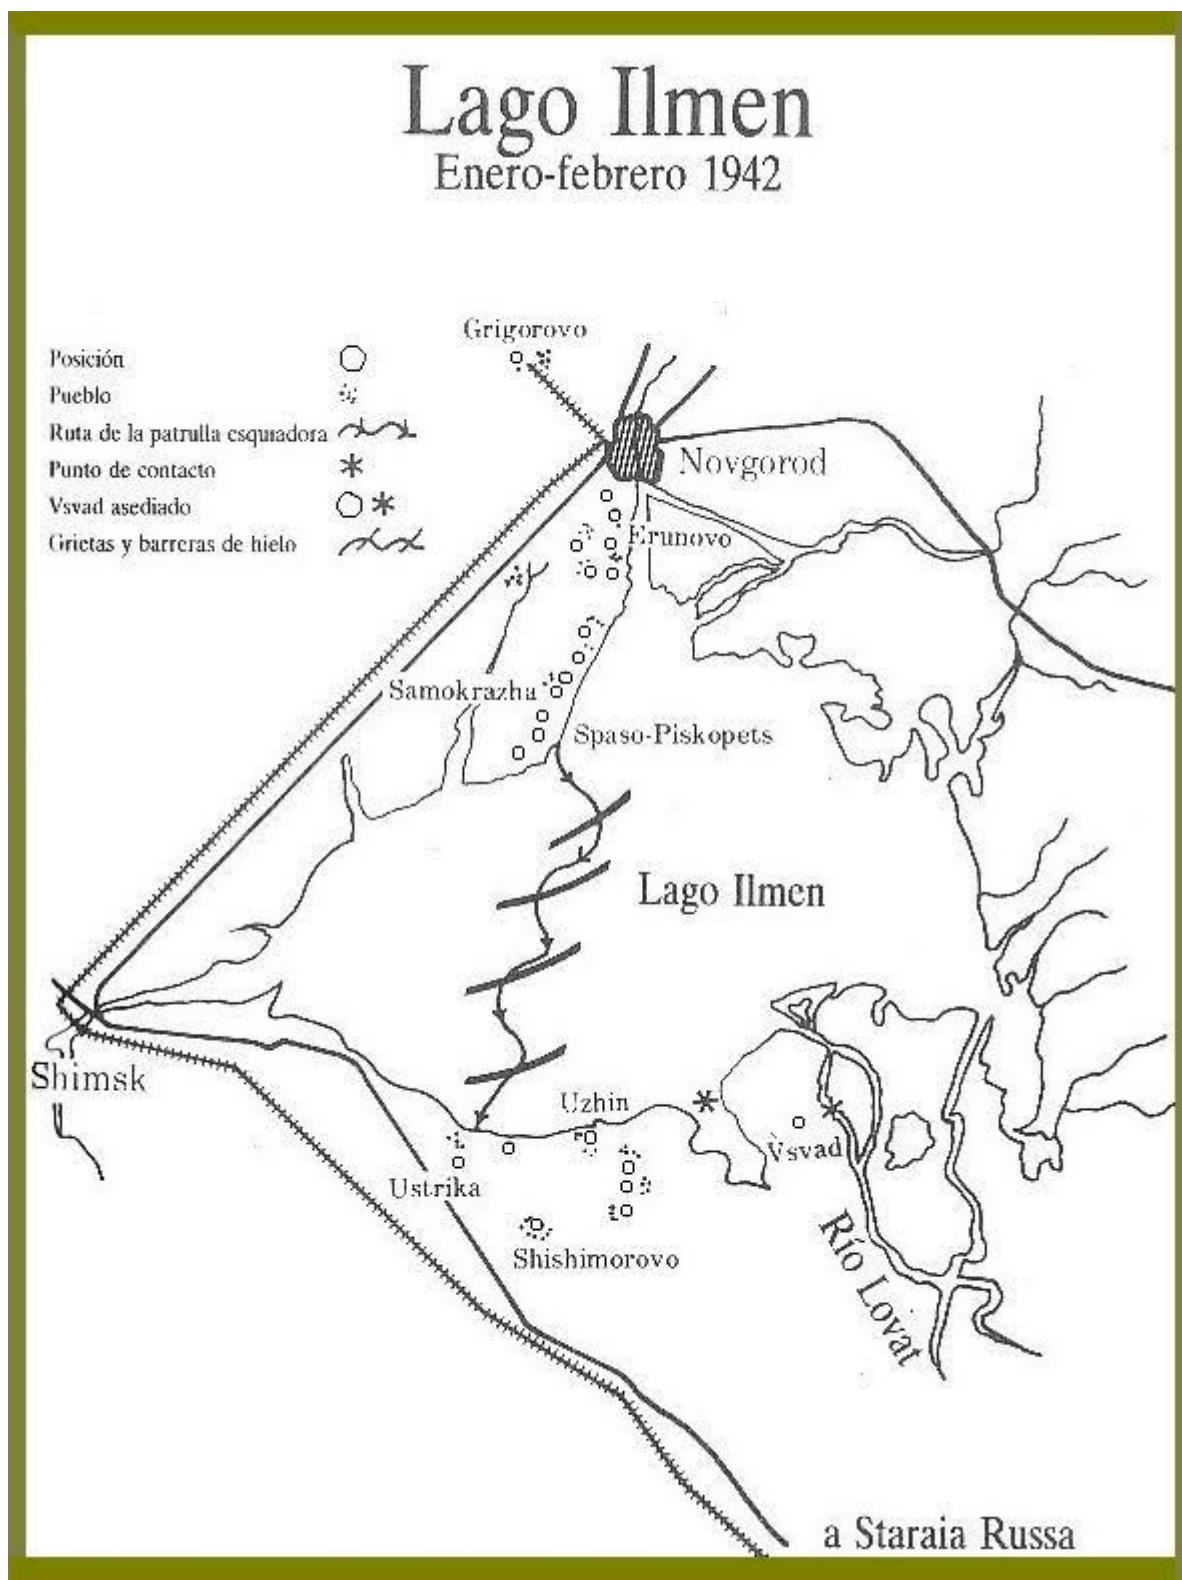 Lago Ilmen
Enero-febrero 1942
Grigorovo
Posición
Pueblo
Ruta de la patrulla esquiadora
Punto de contacto
Vsvad asediado
Grietas y barreras de hielo
Novgorod
Erunovo
Samokrazha
Spaso-Piskopets
Lago Ilmen
Shimsk
Uzhin
Vsvad
Ustrika
Shishimorovo
Río Lovat
a Staraia Russa